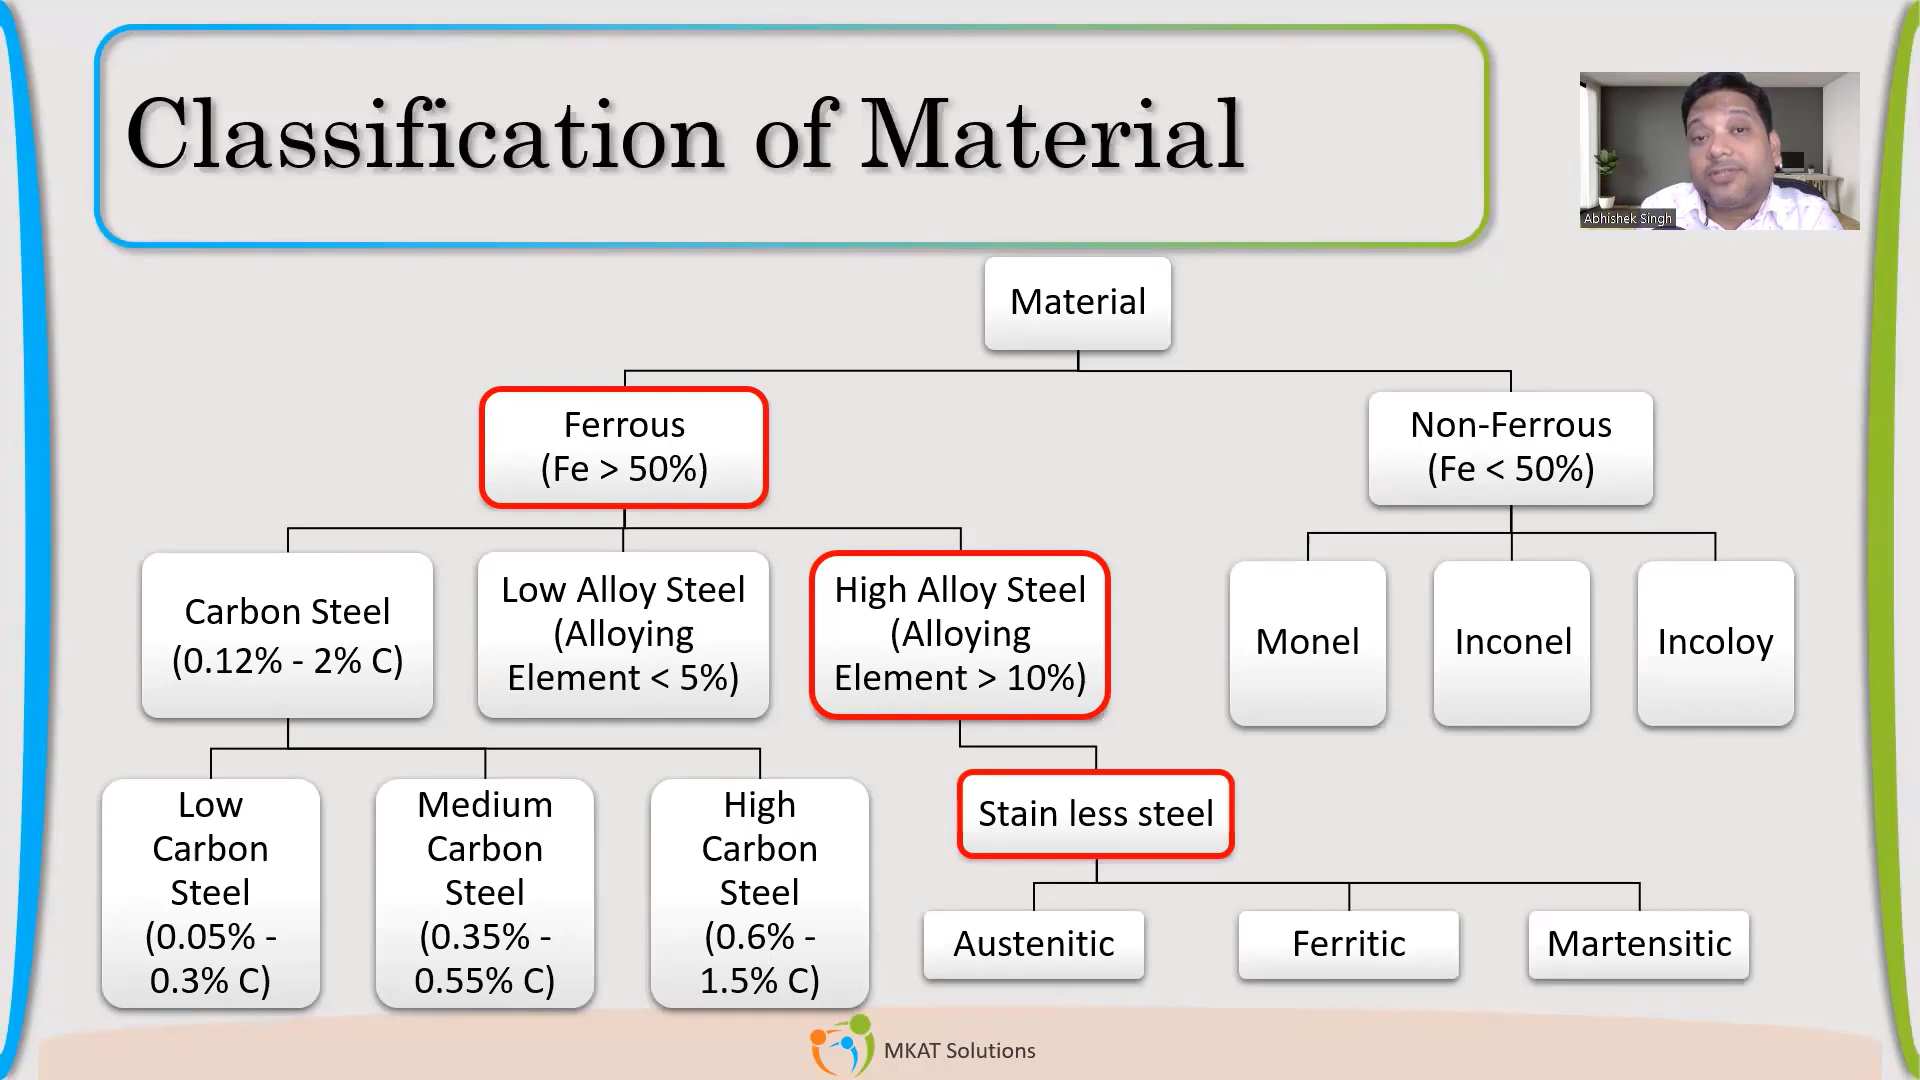 Classification of Material
Abhishek Singh
Material
Ferrous
(Fe > 50%)
Non-Ferrous
(Fe < 50%)
Carbon Steel
(0.12% - 2% C)
Low Alloy Steel
(Alloying
Element < 5%)
High Alloy Steel
(Alloying
Element > 10%)
Monel
Inconel
Incoloy
Low
Carbon
Steel
(0.05% -
0.3% C)
Medium
Carbon
Steel
(0.35% -
0.55% C)
High
Carbon
Steel
(0.6% -
1.5% C)
Stain less steel
Austenitic
Ferritic
Martensitic
MKAT Solutions